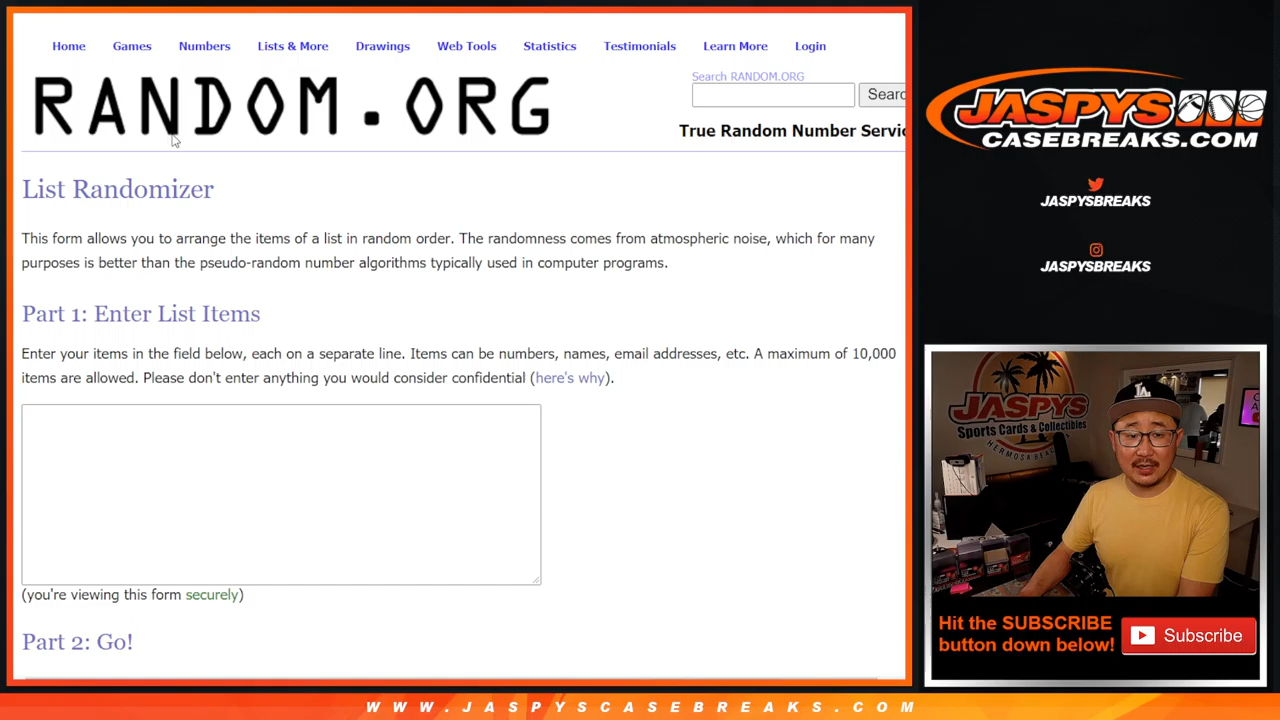 Home Games Numbers Lists & More Drawings Web Tools Statistics Testimonials Learn More Login
RANDOM.ORG
Search RANDOM.ORG
Searc
True Random Number Servic
List Randomizer
This form allows you to arrange the items of a list in random order. The randomness comes from atmospheric noise, which for many
purposes is better than the pseudo-random number algorithms typically used in computer programs.
Part 1: Enter List Items
Enter your items in the field below, each on a separate line. Items can be numbers, names, email addresses, etc. A maximum of 10,000
items are allowed. Please don't enter anything you would consider confidential (here's why).
(you're viewing this form securely)
Part 2: Go!
JASPYS
CASEBREAKS.COM
JASPYSBREAKS
JASPYSBREAKS
JASPYS
Sports Cards & Collectibles
HERMOSA BEACH
LA
Hit the SUBSCRIBE
button down below!
Subscribe
WWW.JASPYSCASEBREAKS.COM